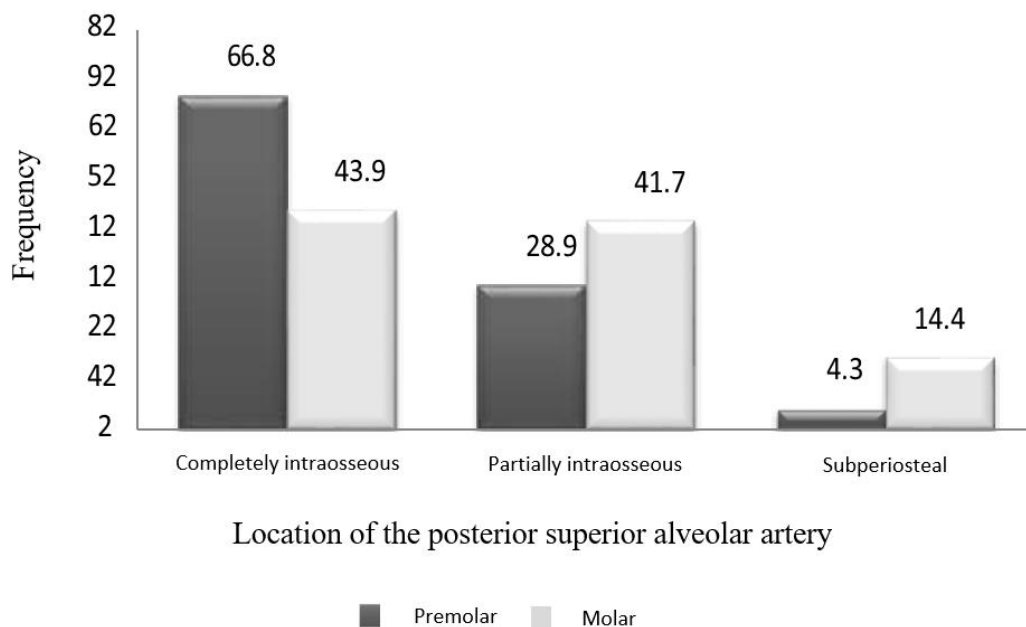 82
92
62
52
12
12
22
42
2
Frequency
66.8
43.9
28.9
41.7
4.3
14.4
Completely intraosseous
Partially intraosseous
Subperiosteal
Location of the posterior superior alveolar artery
Premolar
Molar